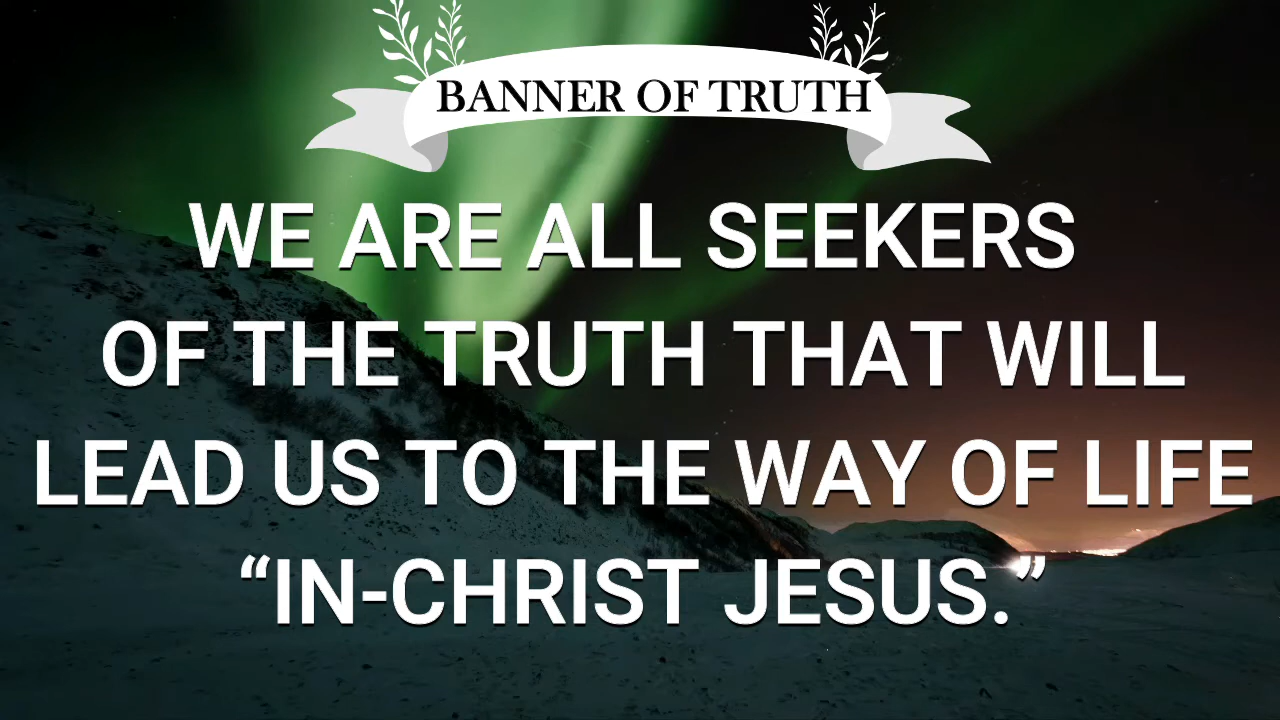 BANNER OF TRUTH
WE ARE ALL SEEKERS
OF THE TRUTH THAT WILL
LEAD US TO THE WAY OF LIFE
“IN-CHRIST JESUS.”